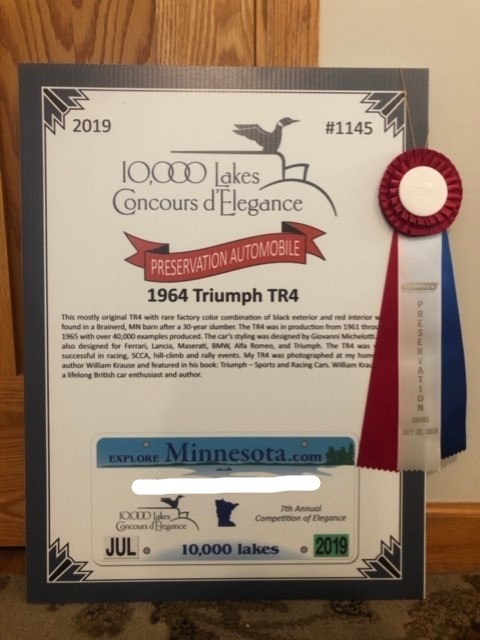 2019
#1145
10,000 Lakes
Concours d'Elegance
PRESERVATION AUTOMOBILE
1964 Triumph TR4
This mostly original TR4 with rare factory color combination of black exterior and red interior
found in a Brainerd, MN barn after a 30-year slumber. The TR4 was in production from 1961
1965 with over 40,000 examples produced. The car's styling was designed by Giovanni Michelotti
also designed for Ferrari, Lancia, Maserati, BMW, Alfa Romeo, and Triumph. The TR4 was
successful in racing, SCCA, hill-climb and rally events. My TR4 was photographed at my
author William Krause and featured in his book: Triumph – Sports and Racing Cars. William
a lifelong British car enthusiast and author.
PRESERVATION
AWARD
2019
EXPLORE Minnesota.com
10,000 Lakes
Concours d'Elegance
7th Annual
Competition of Elegance
JUL
10,000 lakes
2019